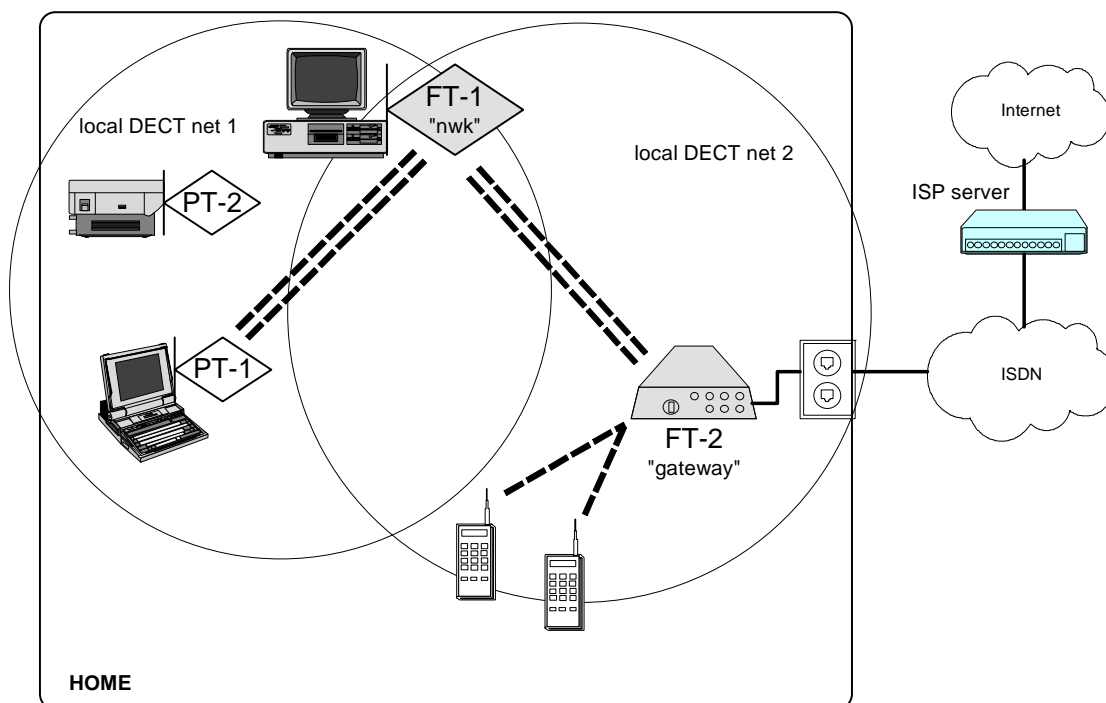 local DECT net 1
FT-1
"nwk"
local DECT net 2
Internet
PT-2
ISP server
PT-1
ISDN
FT-2
"gateway"
HOME